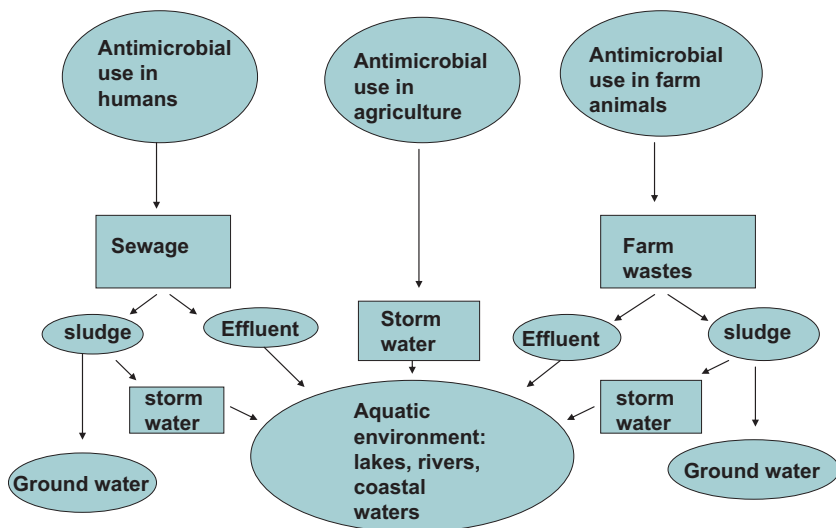 Antimicrobial
use in
humans
Antimicrobial
use in
agriculture
Antimicrobial
use in farm
animals
Sewage
Farm
wastes
sludge
Effluent
Storm
water
Effluent
sludge
storm
water
Aquatic
environment:
lakes, rivers,
coastal
waters
storm
water
Ground water
Ground water